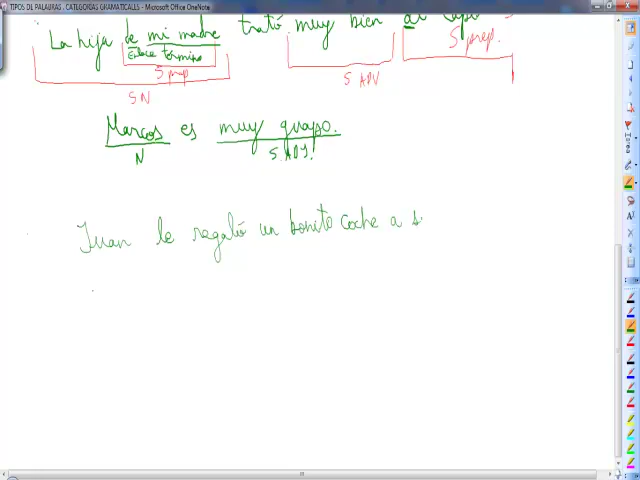 TIPOS DE PALABRAS , CATEGORÍAS GRAMATICALES - Microsoft Office OneNote
La hija de mi madre trató muy bien al
Enlace término
S prep
S N
S ADV
S prep.
Marcos es muy guapo.
N
S. ADJ.
Juan le regaló un bonito coche a s